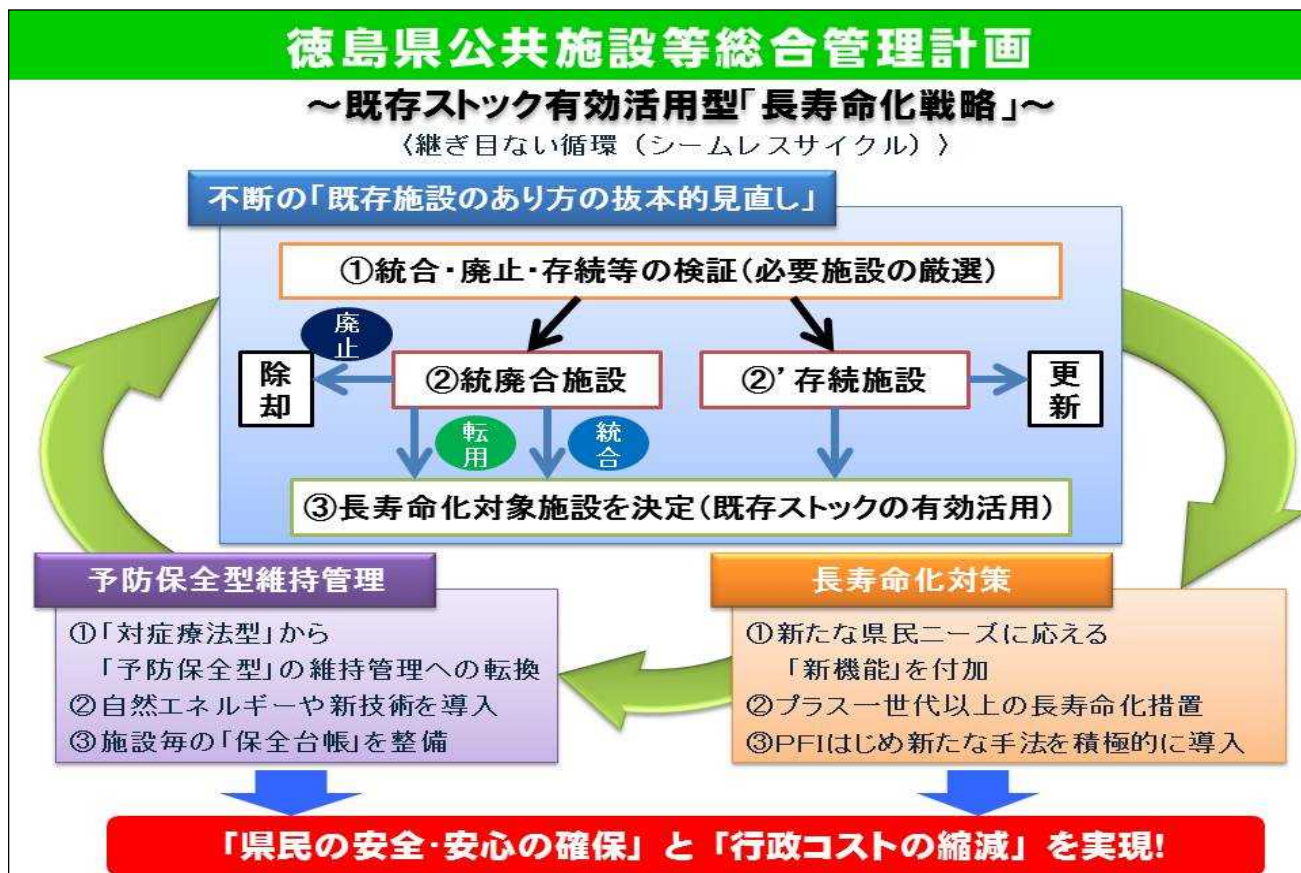 徳島県公共施設等総合管理計画
～既存ストック有効活用型「長寿命化戦略」～
〈継ぎ目ない循環（シームレスサイクル）〉
不断の「既存施設のあり方の抜本的見直し」
①統合・廃止・存続等の検証（必要施設の厳選）
廃止
除却
②統廃合施設
②’存続施設
更新
転用
統合
③長寿命化対象施設を決定（既存ストックの有効活用）
予防保全型維持管理
①「対症療法型」から
「予防保全型」の維持管理への転換
②自然エネルギーや新技術を導入
③施設毎の「保全台帳」を整備
長寿命化対策
①新たな県民ニーズに応える
「新機能」を付加
②プラス一世代以上の長寿命化措置
③PFIはじめ新たな手法を積極的に導入
「県民の安全・安心の確保」と「行政コストの縮減」を実現！